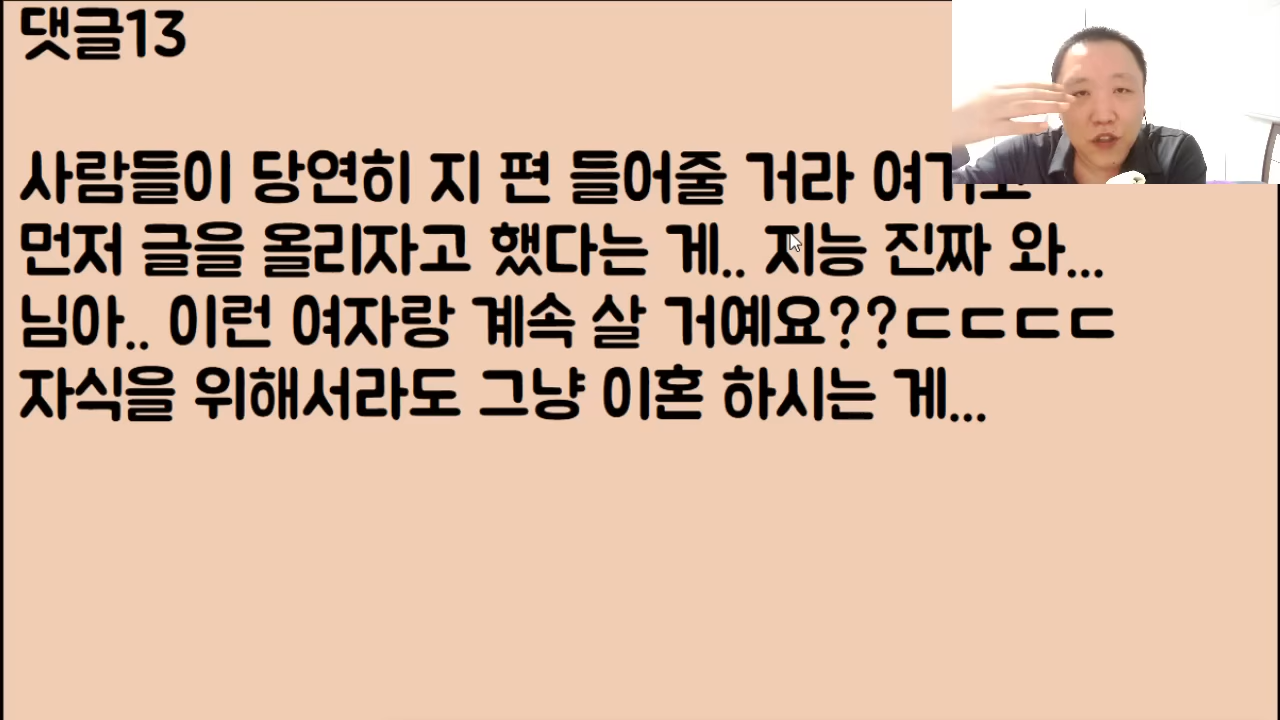 댓글13
사람들이 당연히 지 편 들어줄 거라 여기고
먼저 글을 올리자고 했다는 게.. 지능 진짜 와...
님아.. 이런 여자랑 계속 살 거예요??ㄷㄷㄷㄷ
자식을 위해서라도 그냥 이혼 하시는 게...